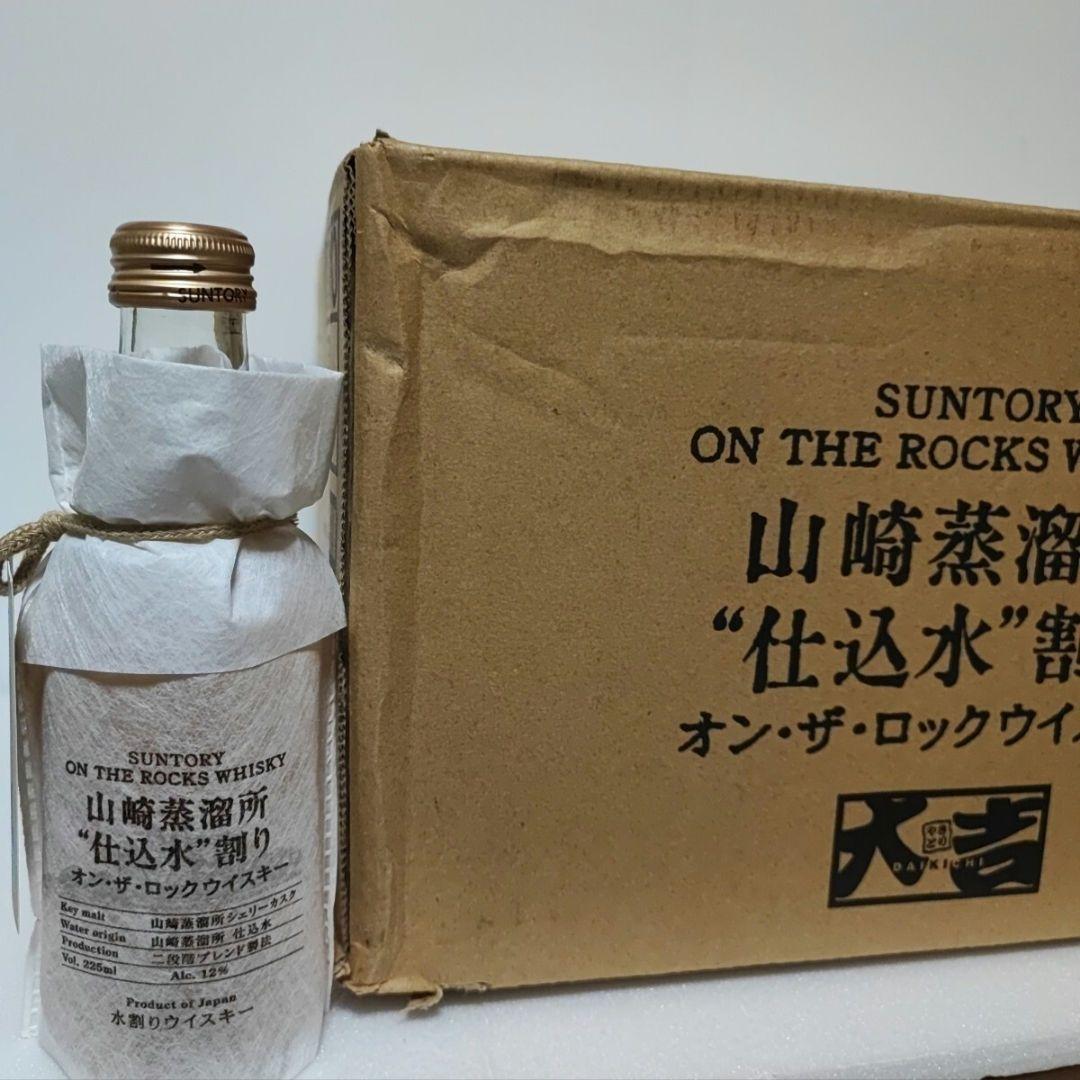 SUNTORY
SUNTORY
ON THE ROCKS WHISKY
山崎蒸溜所
“仕込水”割り
オン・ザ・ロックウイスキー
Key malt 山崎蒸溜所シェリーカスク
Water origin 山崎蒸溜所 仕込水
Production 二段階ブレンド製法
Vol. 225ml Alc. 12%
Product of Japan
水割りウイスキー
SUNTORY
ON THE ROCKS W
山崎蒸溜
“仕込水”割
オン・ザ・ロックウイス
大吉
やきとり
DAIKICHI